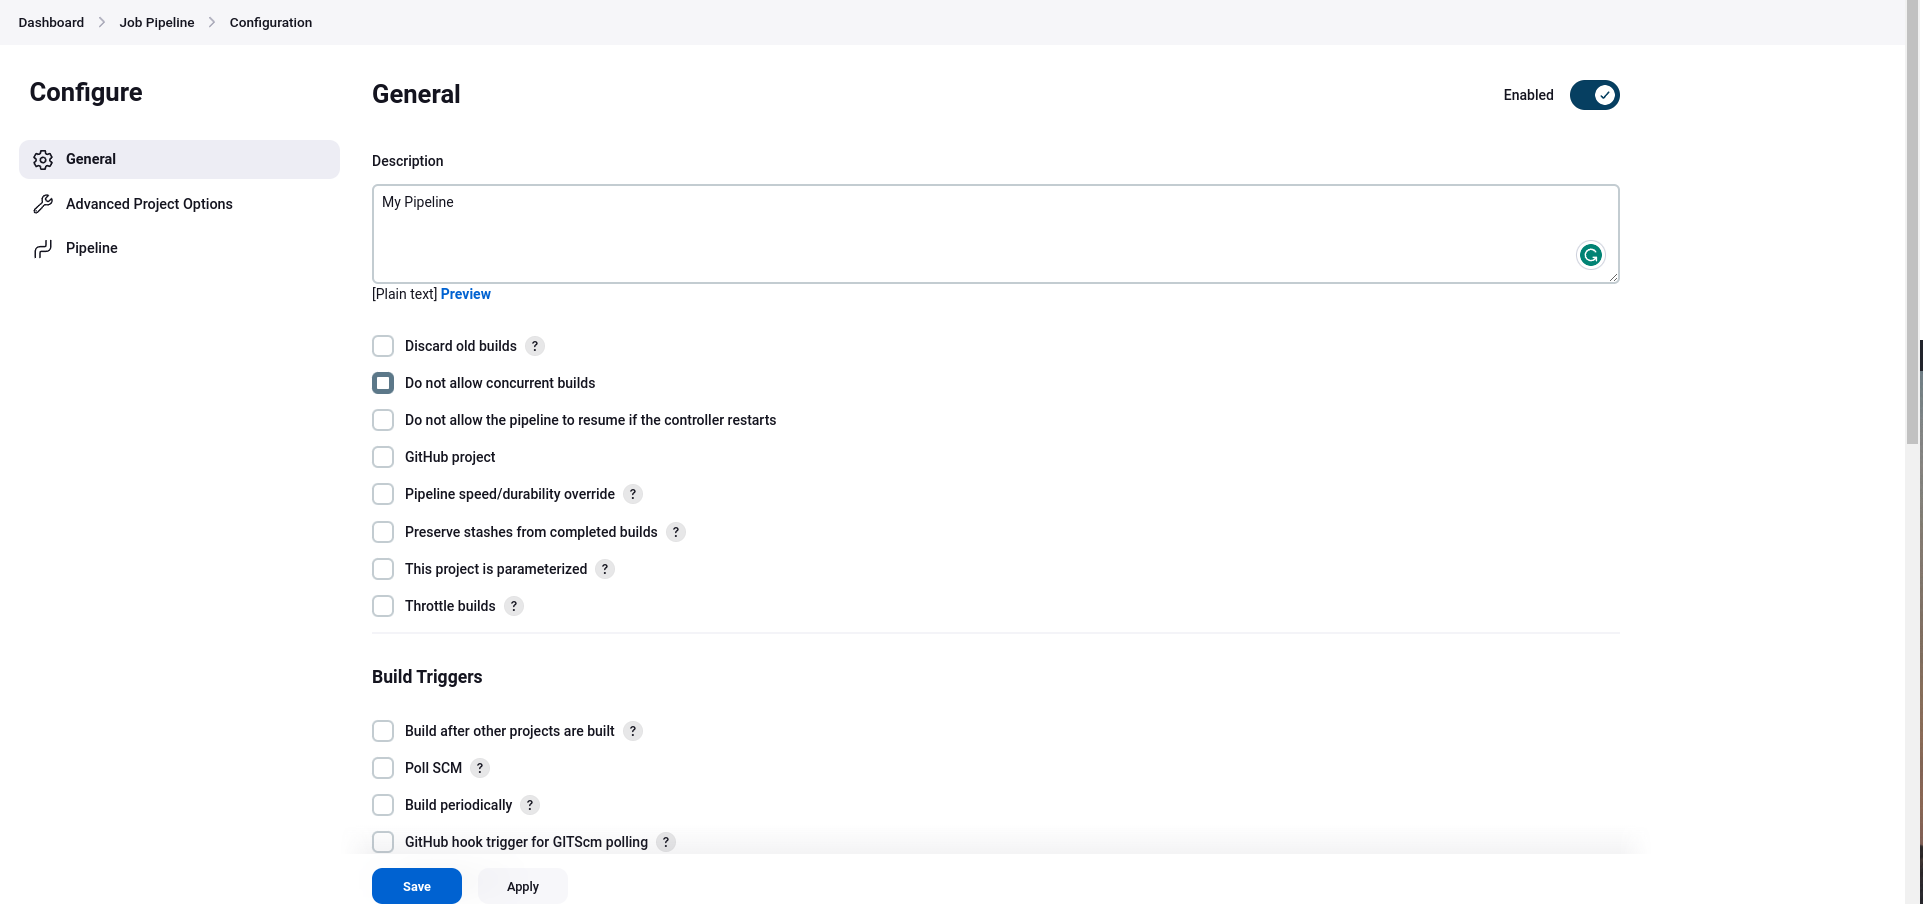 Dashboard > Job Pipeline > Configuration
Configure
General
Advanced Project Options
Pipeline
General
Enabled
Description
My Pipeline
[Plain text] Preview
Discard old builds ?
Do not allow concurrent builds
Do not allow the pipeline to resume if the controller restarts
GitHub project
Pipeline speed/durability override ?
Preserve stashes from completed builds ?
This project is parameterized ?
Throttle builds ?
Build Triggers
Build after other projects are built ?
Poll SCM ?
Build periodically ?
GitHub hook trigger for GITScm polling ?
Save Apply